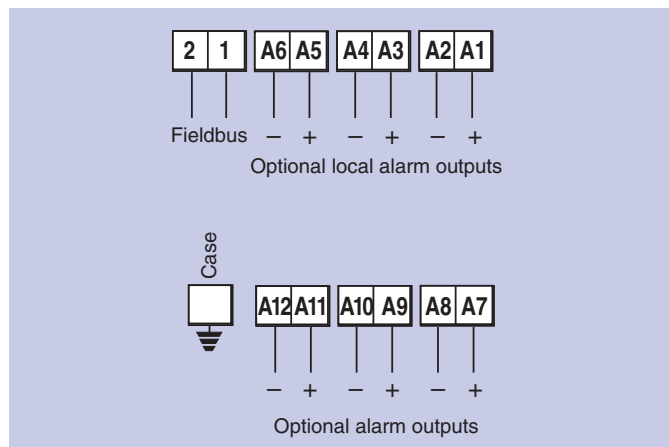 2 1 A6 A5 A4 A3 A2 A1
Fieldbus – + – + – +
Optional local alarm outputs
Case
A12 A11 A10 A9 A8 A7
– + – + – +
Optional alarm outputs